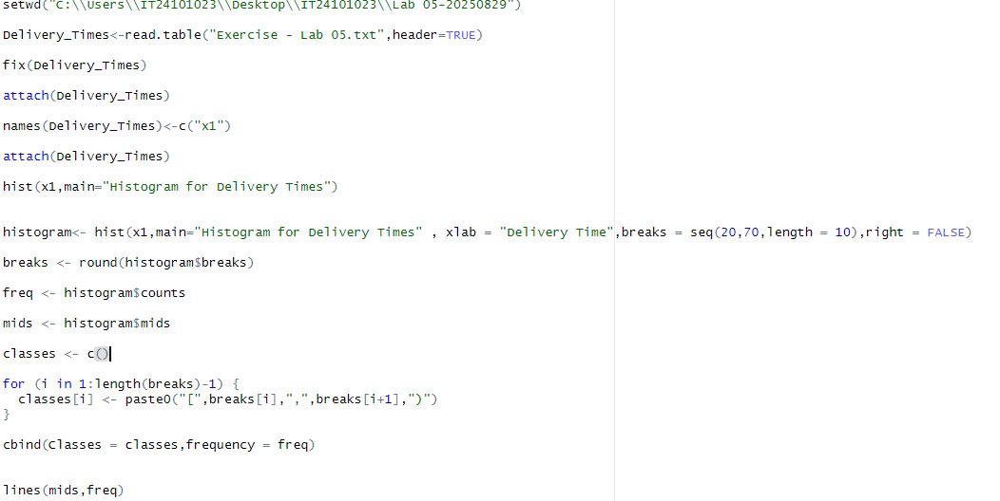 setwd("C:\\Users\\IT24101023\\Desktop\\IT24101023\\Lab 05-20250829")
Delivery_Times<-read.table("Exercise - Lab 05.txt",header=TRUE)
fix(Delivery_Times)
attach(Delivery_Times)
names(Delivery_Times)<-c("x1")
attach(Delivery_Times)
hist(x1,main="Histogram for Delivery Times")
histogram<- hist(x1,main="Histogram for Delivery Times" , xlab = "Delivery Time",breaks = seq(20,70,length = 10),right = FALSE)
breaks <- round(histogram$breaks)
freq <- histogram$counts
mids <- histogram$mids
classes <- c()
for (i in 1:length(breaks)-1) {
  classes[i] <- paste0("[",breaks[i],",",breaks[i+1],")")
}
cbind(Classes = classes,frequency = freq)
lines(mids,freq)